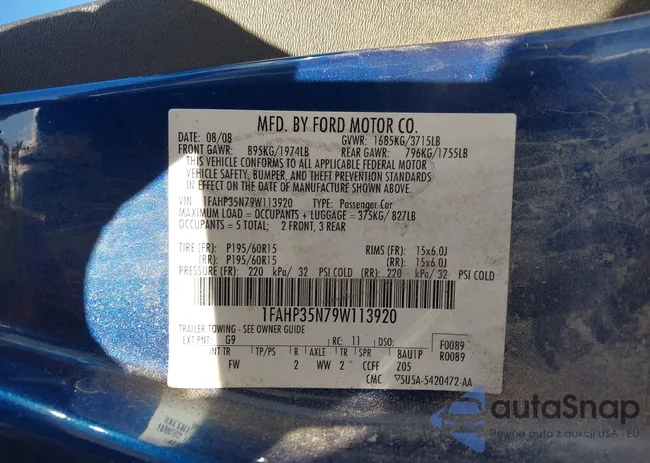 MFD. BY FORD MOTOR CO.
DATE: 08/08 GVWR: 1685KG/3715LB
FRONT GAWR: 895KG/1974LB REAR GAWR: 796KG/1755LB
THIS VEHICLE CONFORMS TO ALL APPLICABLE FEDERAL MOTOR
VEHICLE SAFETY, BUMPER, AND THEFT PREVENTION STANDARDS
IN EFFECT ON THE DATE OF MANUFACTURE SHOWN ABOVE.
VIN: 1FAHP35N79W113920 TYPE: Passenger Car
MAXIMUM LOAD = OCCUPANTS + LUGGAGE = 375KG/ 827LB
OCCUPANTS = 5 TOTAL; 2 FRONT, 3 REAR
TIRE (FR): P195/60R15 RIMS (FR): 15x6.0J
(RR): P195/60R15 (RR): 15x6.0J
PRESSURE (FR): 220 kPa/ 32 PSI COLD (RR): 220 kPa/ 32 PSI COLD
1FAHP35N79W113920
TRAILER TOWING - SEE OWNER GUIDE
EXT PNT: G9 RC: 11 DSO: F0089
R0089
INT TR TP/PS R AXLE TR SPR BAU1P
FW 2 WW 2 CCFF Z05
CMC 5U5A-5420472-AA
autaSnap
Pewne auto z aukcji USA i EU